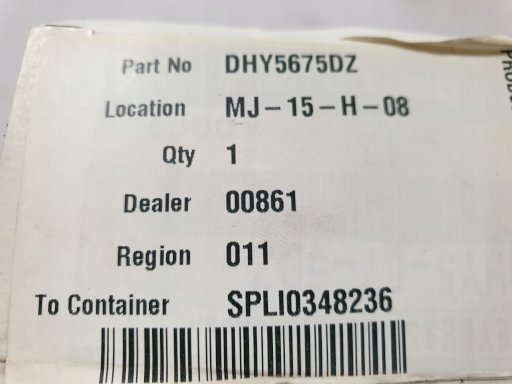 Part No DHY5675DZ
Location MJ-15-H-08
Qty 1
Dealer 00861
Region 011
To Container SPLI0348236